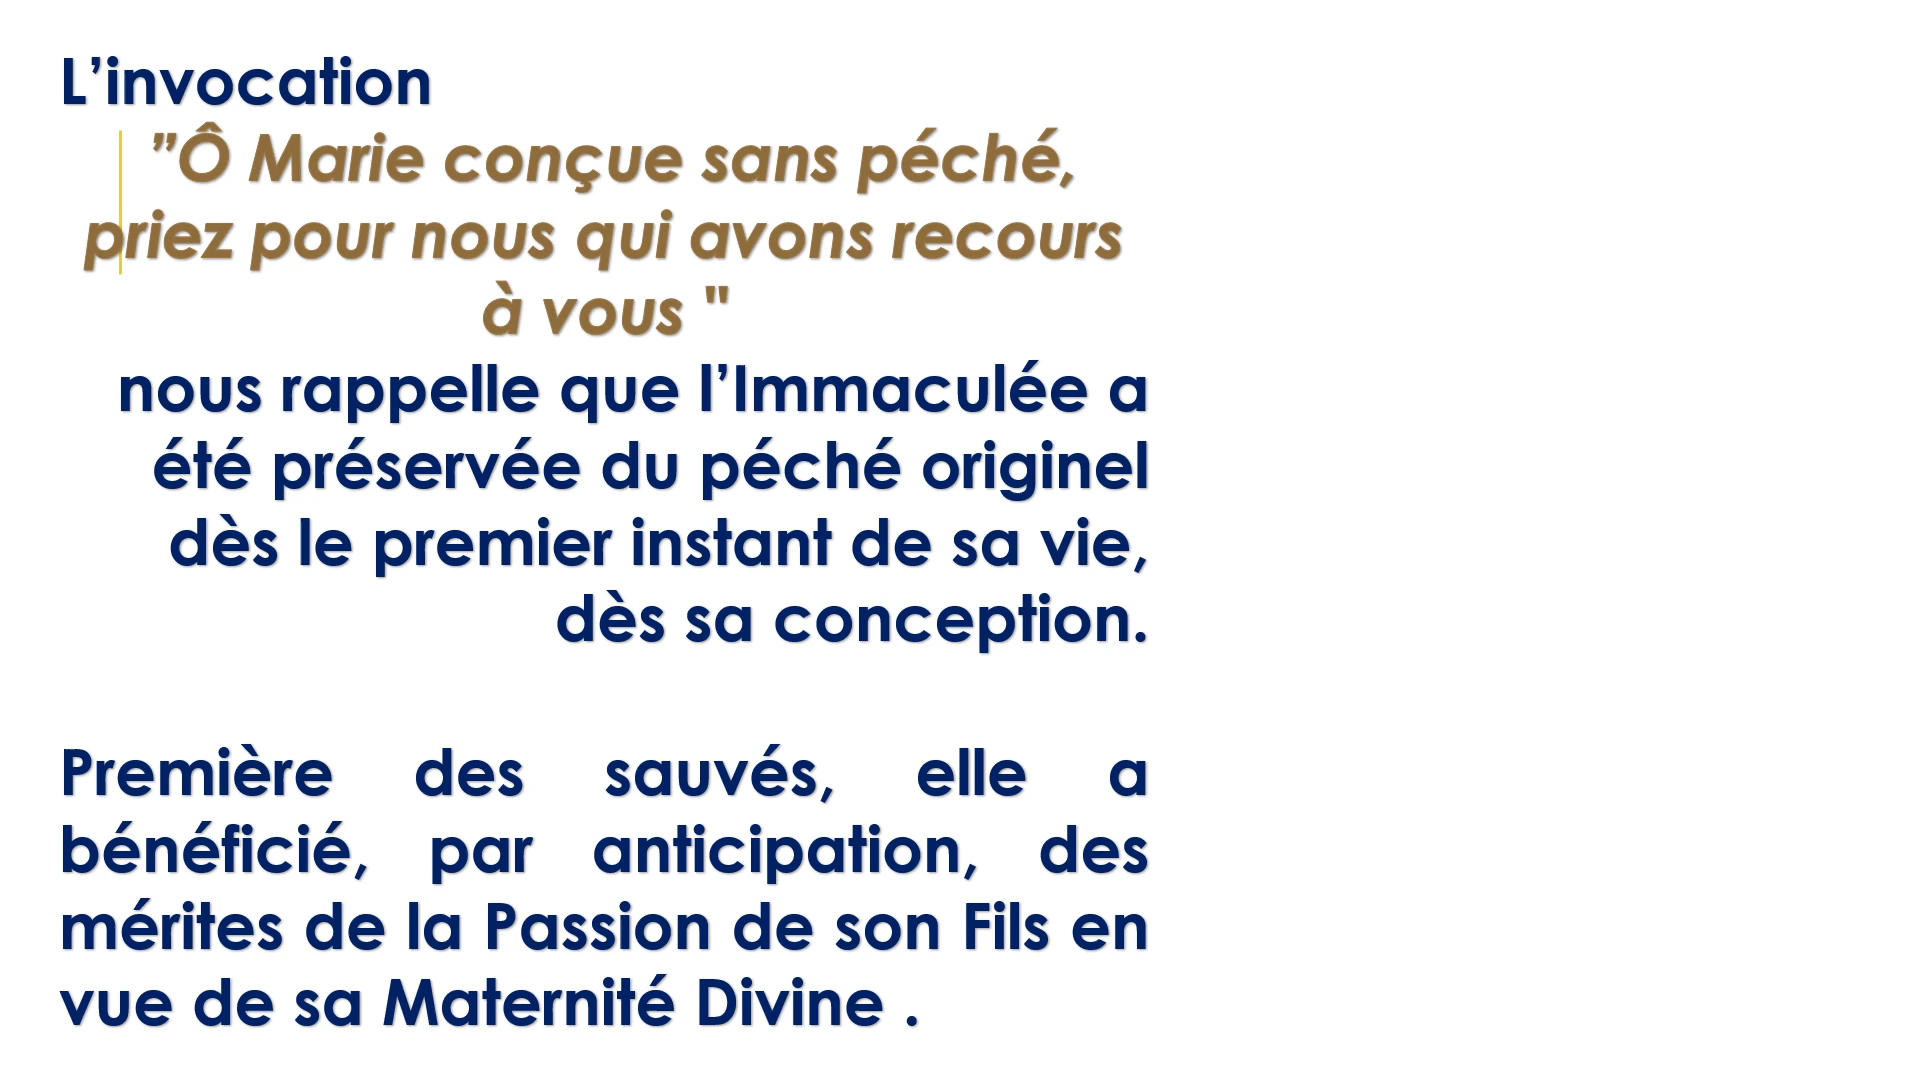 L’invocation
”Ô Marie conçue sans péché,
priez pour nous qui avons recours
à vous "
nous rappelle que l’Immaculée a
été préservée du péché originel
dès le premier instant de sa vie,
dès sa conception.
Première des sauvés, elle a
bénéficié, par anticipation, des
mérites de la Passion de son Fils en
vue de sa Maternité Divine .